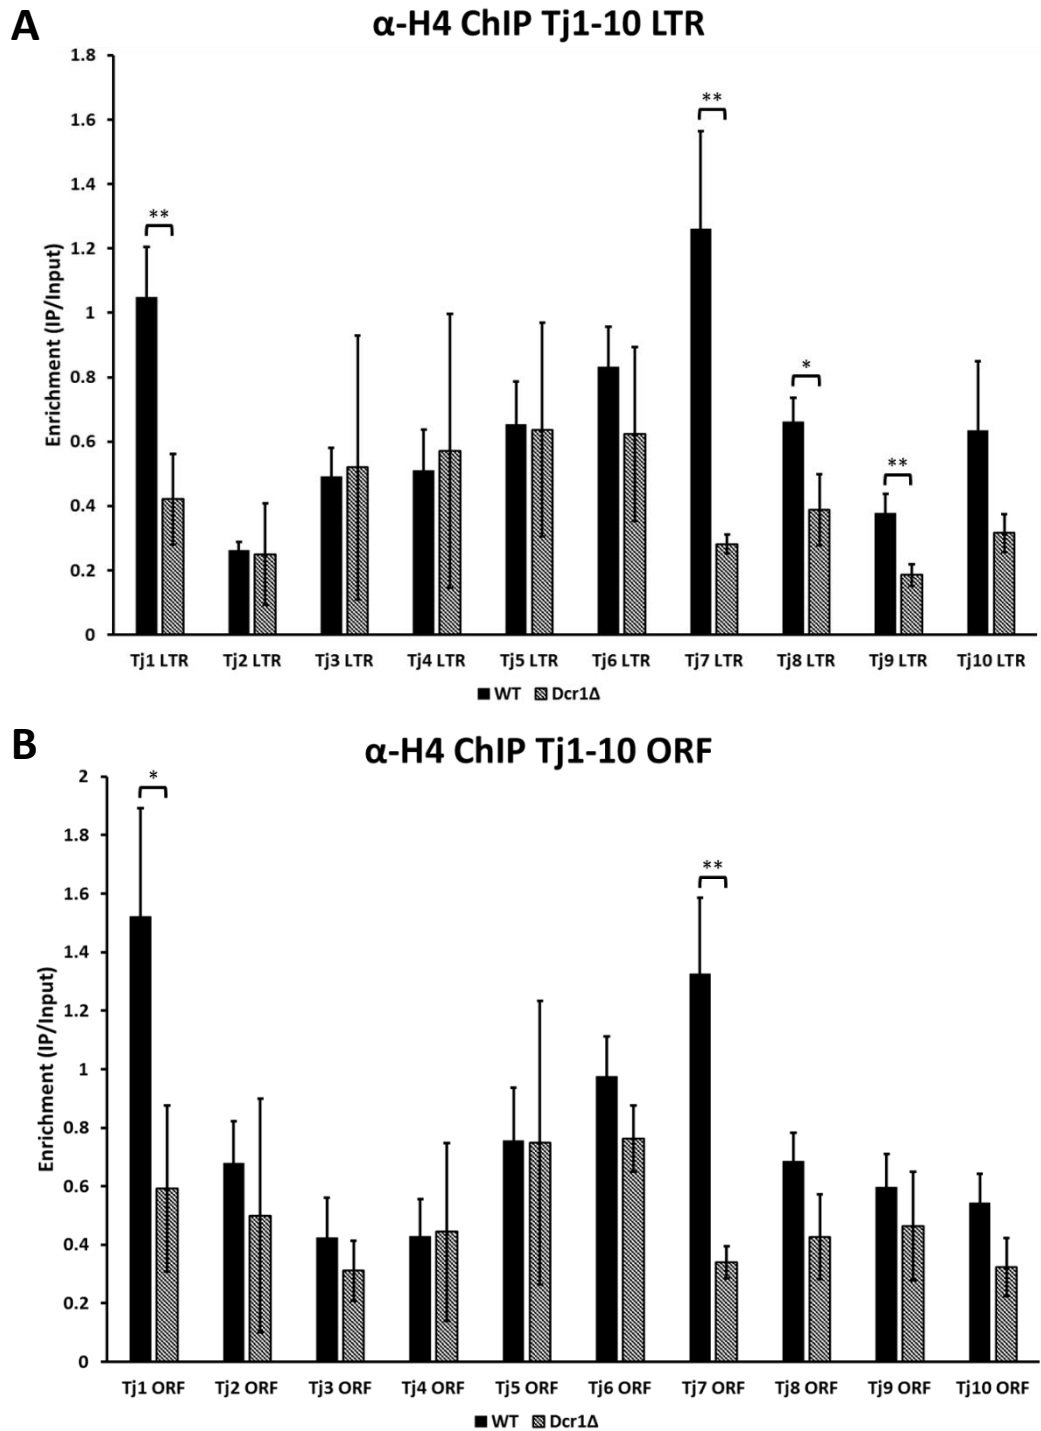 A
α-H4 ChIP Tj1-10 LTR
Enrichment (IP/Input)
1.8
1.6
1.4
1.2
1
0.8
0.6
0.4
0.2
0
**
**
*
**
Tj1 LTR Tj2 LTR Tj3 LTR Tj4 LTR Tj5 LTR Tj6 LTR Tj7 LTR Tj8 LTR Tj9 LTR Tj10 LTR
WT Dcr1Δ
B
α-H4 ChIP Tj1-10 ORF
Enrichment (IP/Input)
2
1.8
1.6
1.4
1.2
1
0.8
0.6
0.4
0.2
0
*
**
Tj1 ORF Tj2 ORF Tj3 ORF Tj4 ORF Tj5 ORF Tj6 ORF Tj7 ORF Tj8 ORF Tj9 ORF Tj10 ORF
WT Dcr1Δ